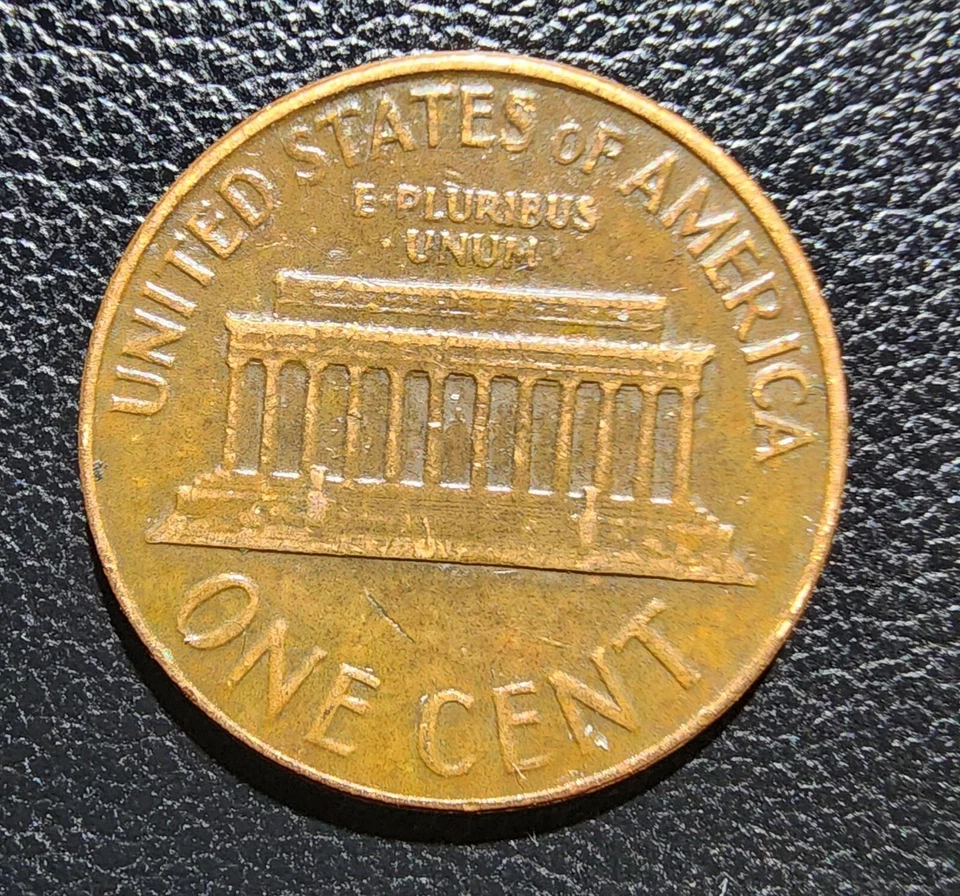 UNITED STATES OF AMERICA
E·PLURIBUS
UNUM
ONE CENT